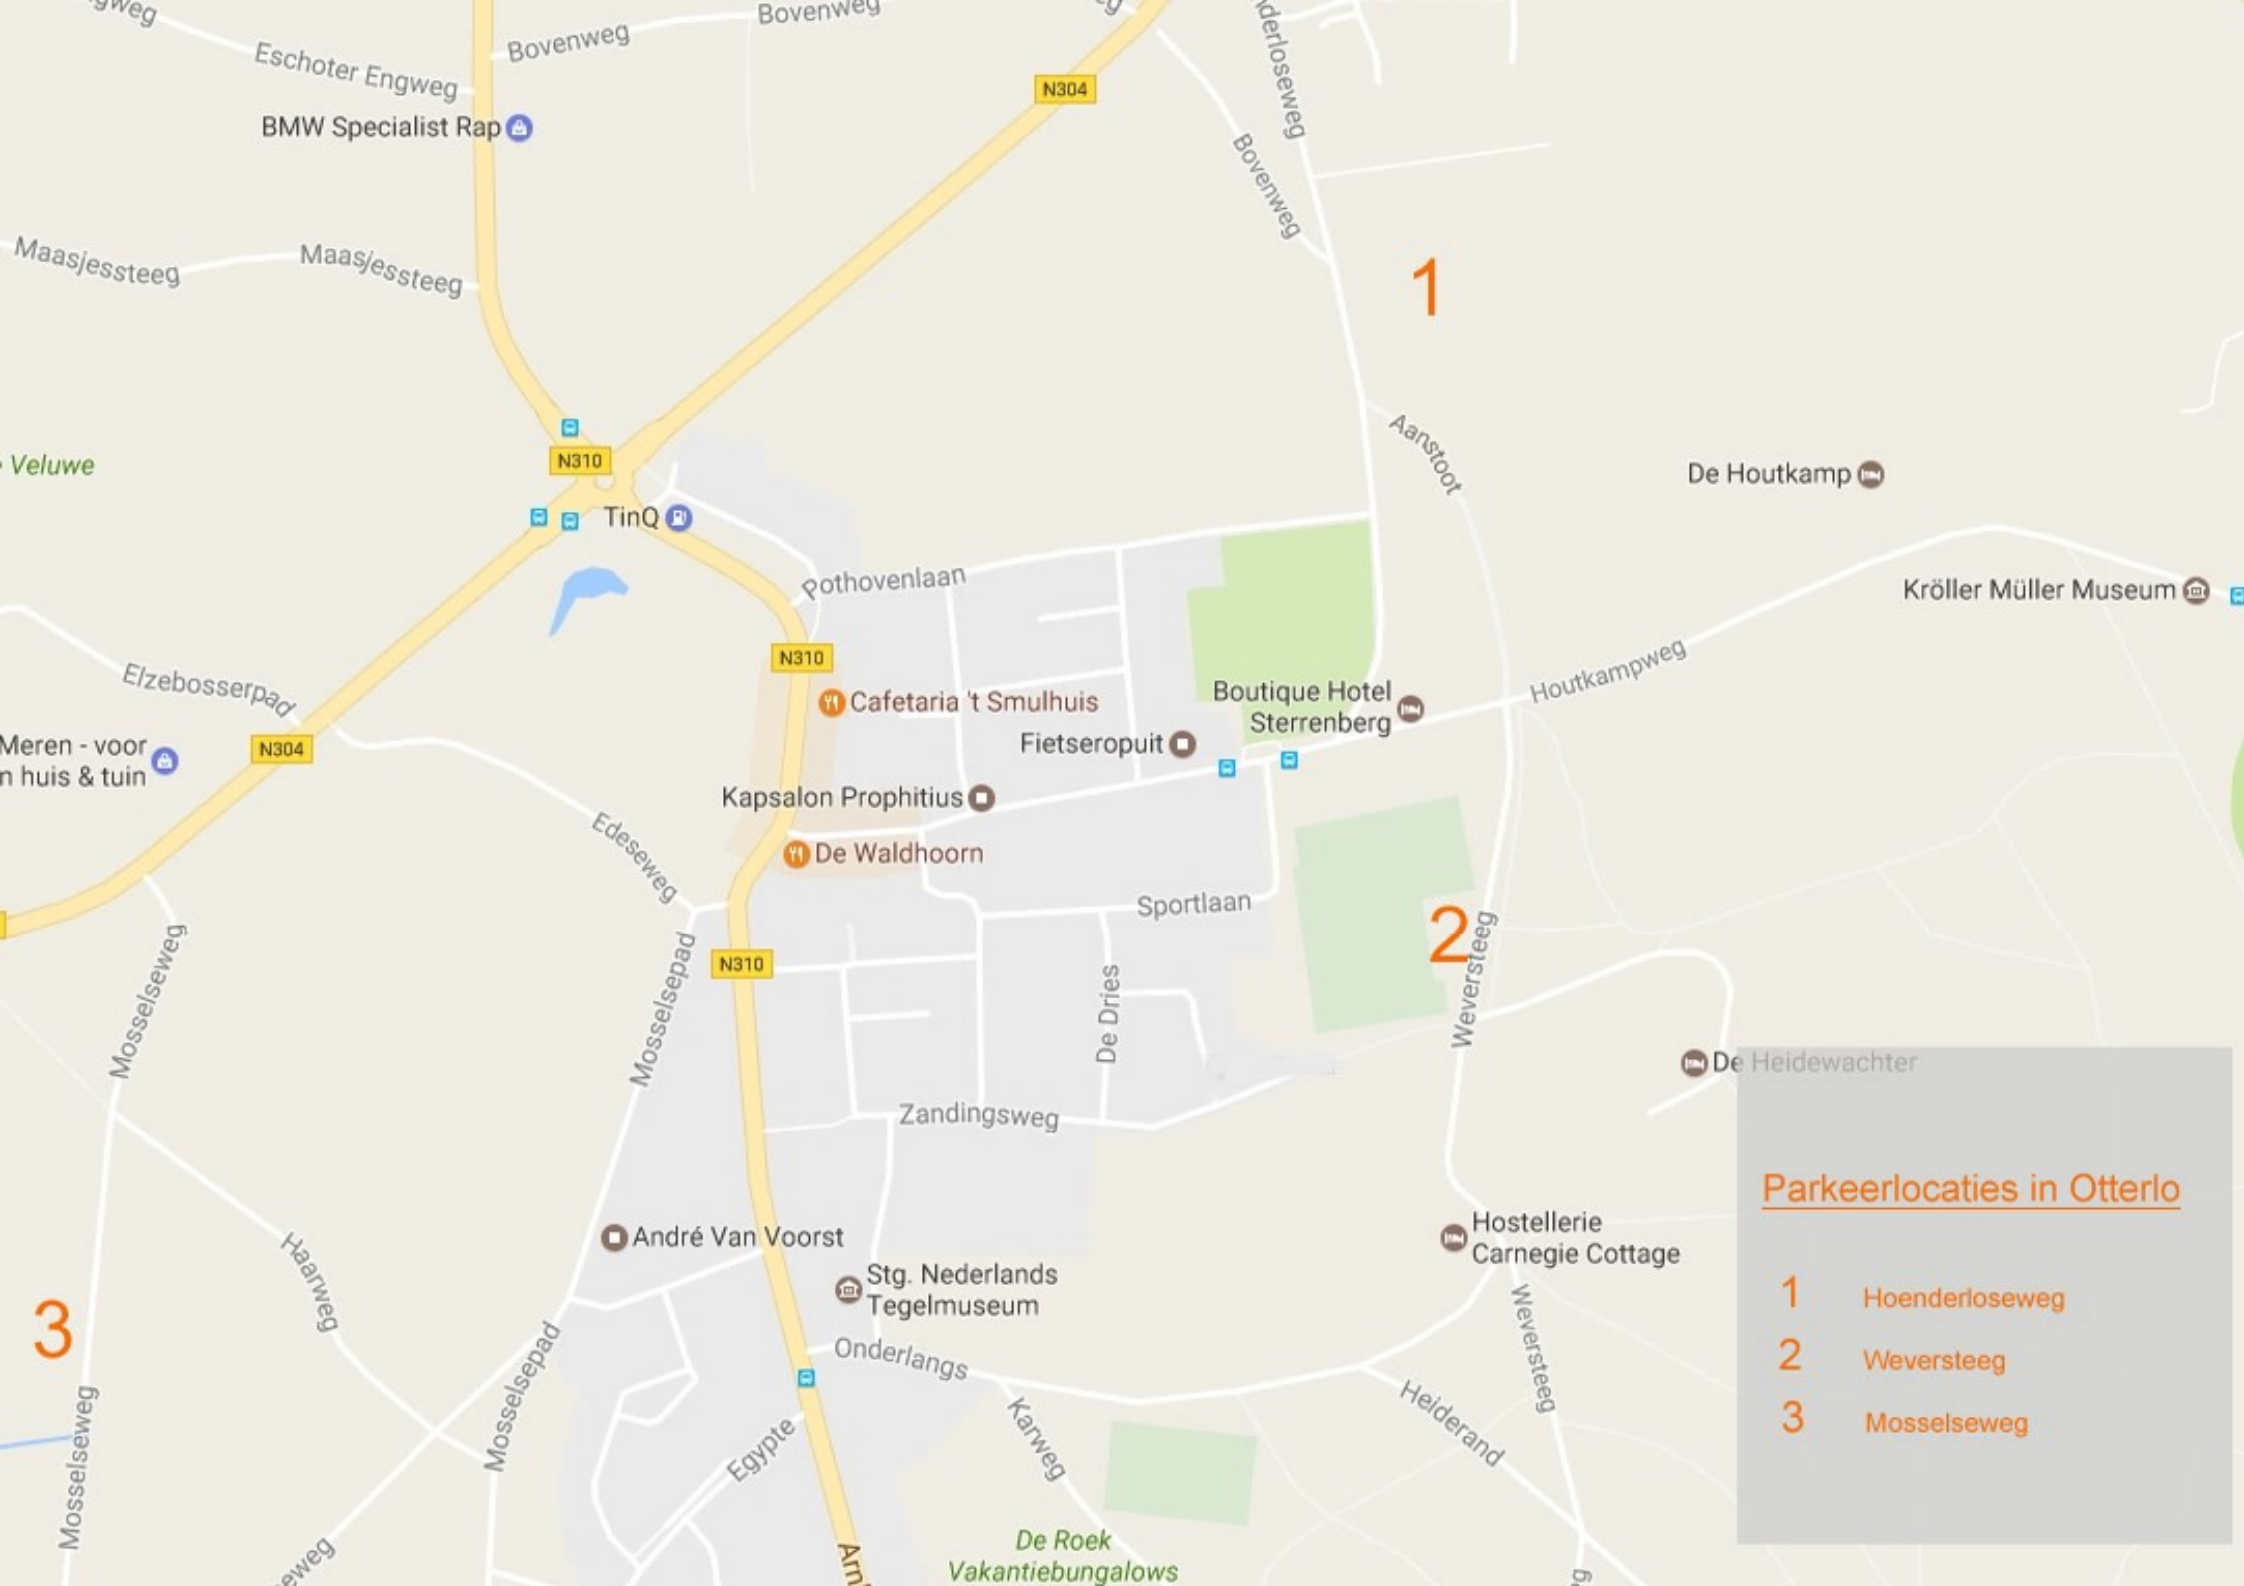 Eschoter Engweg
Bovenweg
Bovenweg
BMW Specialist Rap
N304
Bovenweg
Maasjessteeg
Maasjessteeg
1
Aanstoot
N310
Veluwe
De Houtkamp
TinQ
Pothovenlaan
Kröller Müller Museum
N310
Elzebosserpad
Houtkampweg
Cafetaria 't Smulhuis
Boutique Hotel
Sterrenberg
Fietseropuit
N304
Meren - voor
n huis & tuin
Kapsalon Prophitius
Edeseweg
De Waldhoorn
Sportlaan
2
Weversteeg
Mosselseweg
Mosselsepad
N310
De Dries
De Heidewachter
Zandingsweg
Parkeerlocaties in Otterlo
1 Hoenderloseweg
2 Weversteeg
3 Mosselseweg
Haarweg
André Van Voorst
Hostellerie
Carnegie Cottage
Stg. Nederlands
Tegelmuseum
3
Onderlangs
Mosselsepad
Weversteeg
Heiderand
Karweg
Egypte
Mosselseweg
De Roek
Vakantiebungalows